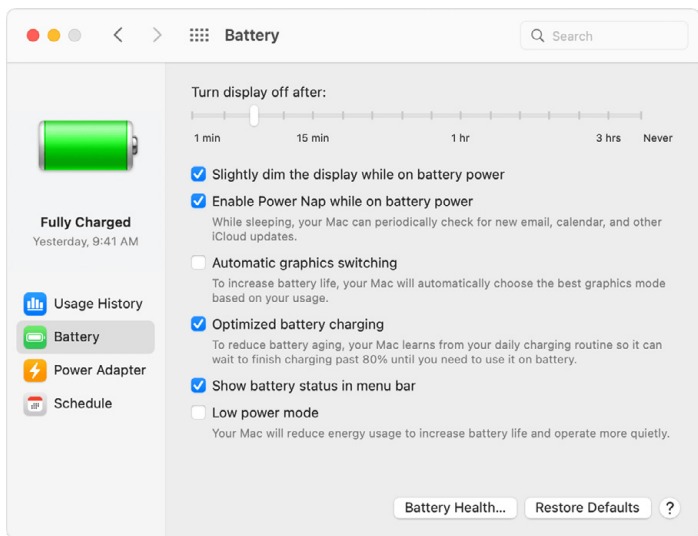 Battery
Search
Fully Charged
Yesterday, 9:41 AM
Usage History
Battery
Power Adapter
Schedule
Turn display off after:
1 min 15 min 1 hr 3 hrs Never
Slightly dim the display while on battery power
Enable Power Nap while on battery power
While sleeping, your Mac can periodically check for new email, calendar, and other
iCloud updates.
Automatic graphics switching
To increase battery life, your Mac will automatically choose the best graphics mode
based on your usage.
Optimized battery charging
To reduce battery aging, your Mac learns from your daily charging routine so it can
wait to finish charging past 80% until you need to use it on battery.
Show battery status in menu bar
Low power mode
Your Mac will reduce energy usage to increase battery life and operate more quietly.
Battery Health... Restore Defaults ?